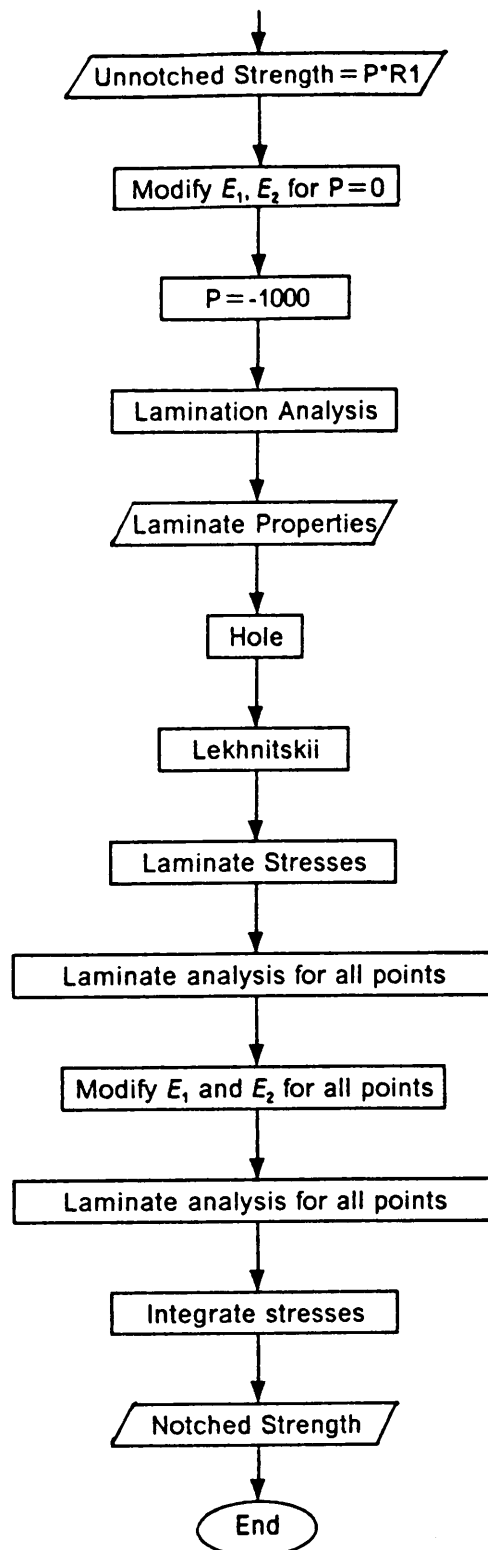 Unnotched Strength = P*R1
Modify E₁, E₂ for P = 0
P = -1000
Lamination Analysis
Laminate Properties
Hole
Lekhnitskii
Laminate Stresses
Laminate analysis for all points
Modify E₁ and E₂ for all points
Laminate analysis for all points
Integrate stresses
Notched Strength
End